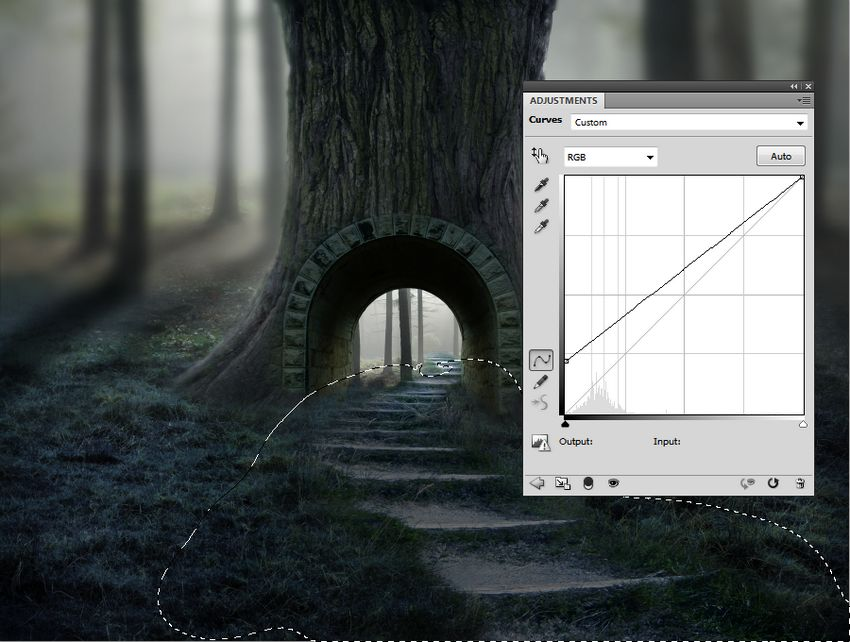 ADJUSTMENTS
Curves Custom
RGB Auto
Output: Input: